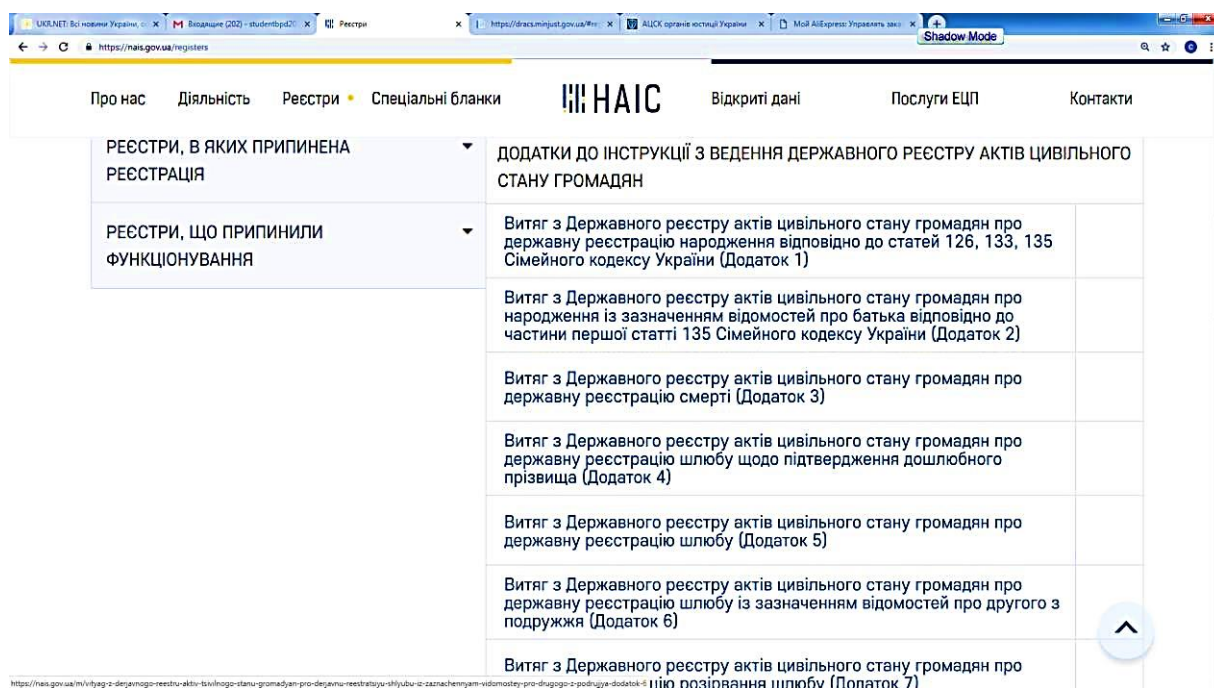 UKR.NET: Всі новини України, о
Входящие (202) - studentbpd20
Реєстри
https://dracs.minjust.gov.ua/#re
АЦСК органів юстиції України
Мой AliExpress: Управлять зака
Shadow Mode
https://nais.gov.ua/registers
Про нас Діяльність Реєстри Спеціальні бланки НАІС Відкриті дані Послуги ЕЦП Контакти
РЕЄСТРИ, В ЯКИХ ПРИПИНЕНА
РЕЄСТРАЦІЯ
РЕЄСТРИ, ЩО ПРИПИНИЛИ
ФУНКЦІОНУВАННЯ
ДОДАТКИ ДО ІНСТРУКЦІЇ З ВЕДЕННЯ ДЕРЖАВНОГО РЕЄСТРУ АКТІВ ЦИВІЛЬНОГО
СТАНУ ГРОМАДЯН
Витяг з Державного реєстру актів цивільного стану громадян про
державну реєстрацію народження відповідно до статей 126, 133, 135
Сімейного кодексу України (Додаток 1)
Витяг з Державного реєстру актів цивільного стану громадян про
народження із зазначенням відомостей про батька відповідно до
частини першої статті 135 Сімейного кодексу України (Додаток 2)
Витяг з Державного реєстру актів цивільного стану громадян про
державну реєстрацію смерті (Додаток 3)
Витяг з Державного реєстру актів цивільного стану громадян про
державну реєстрацію шлюбу щодо підтвердження дошлюбного
прізвища (Додаток 4)
Витяг з Державного реєстру актів цивільного стану громадян про
державну реєстрацію шлюбу (Додаток 5)
Витяг з Державного реєстру актів цивільного стану громадян про
державну реєстрацію шлюбу із зазначенням відомостей про другого з
подружжя (Додаток 6)
Витяг з Державного реєстру актів цивільного стану громадян про
цію розірвання шлюбу (Додаток 7)
https://nais.gov.ua/m/vityag-z-derjavnogo-reestru-aktiv-tsivilnogo-stanu-gromadyan-pro-derjavnu-reestratsiyu-shlyubu-iz-zaznachennyam-vidomostey-pro-drugogo-z-podrujya-dodatok-6